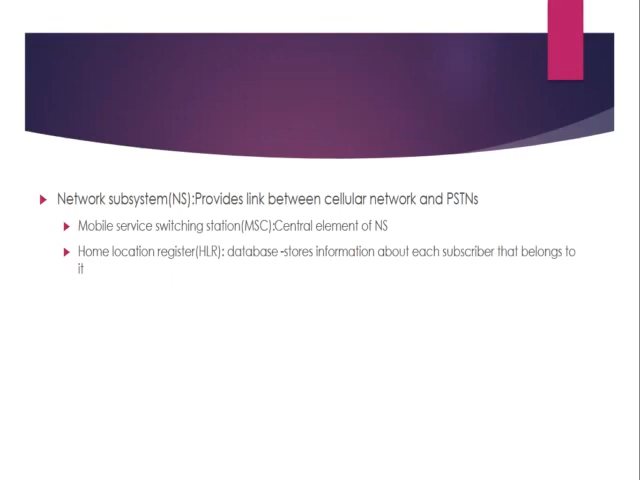 Network subsystem(NS):Provides link between cellular network and PSTNs
Mobile service switching station(MSC):Central element of NS
Home location register(HLR): database -stores information about each subscriber that belongs to
it